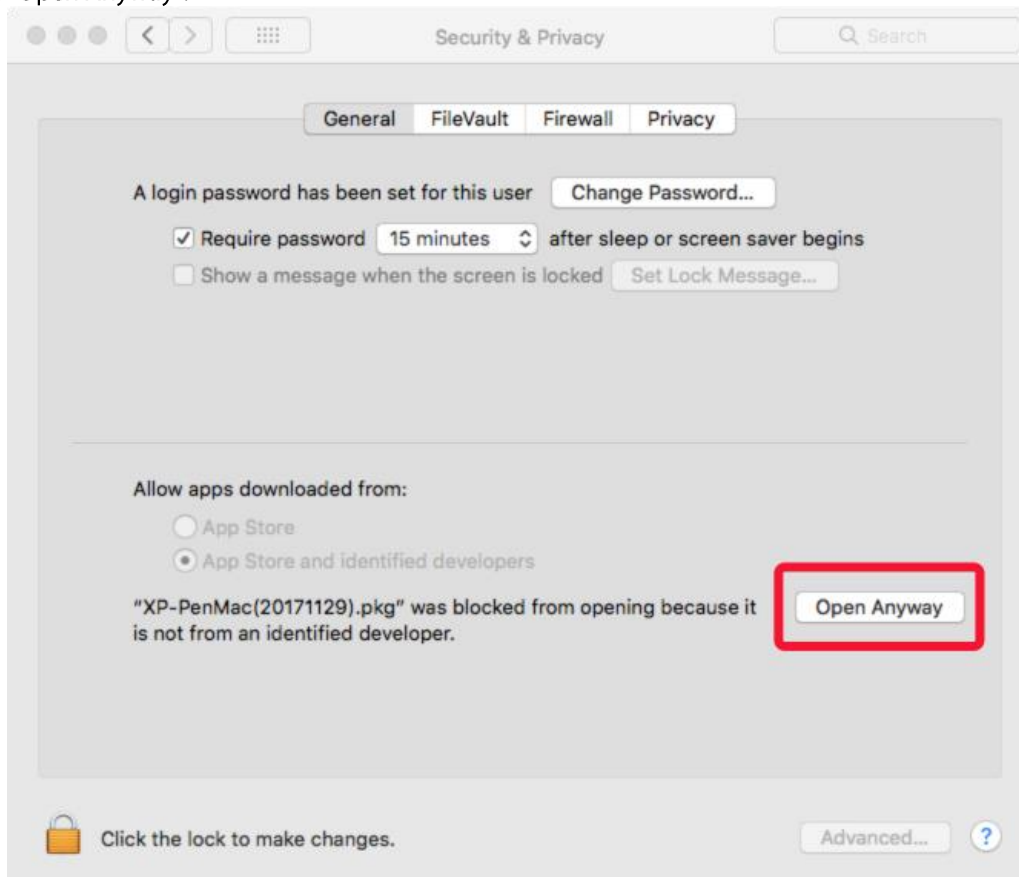 Security & Privacy
Search
General FileVault Firewall Privacy
A login password has been set for this user Change Password...
Require password 15 minutes after sleep or screen saver begins
Show a message when the screen is locked Set Lock Message...
Allow apps downloaded from:
App Store
App Store and identified developers
"XP-PenMac(20171129).pkg" was blocked from opening because it
is not from an identified developer.
Open Anyway
Click the lock to make changes.
Advanced... ?